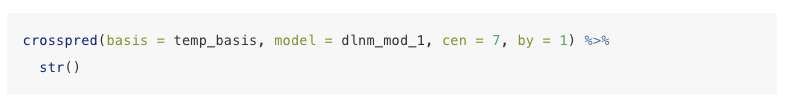 crosspred(basis = temp_basis, model = dlnm_mod_1, cen = 7, by = 1) %>%
  str()